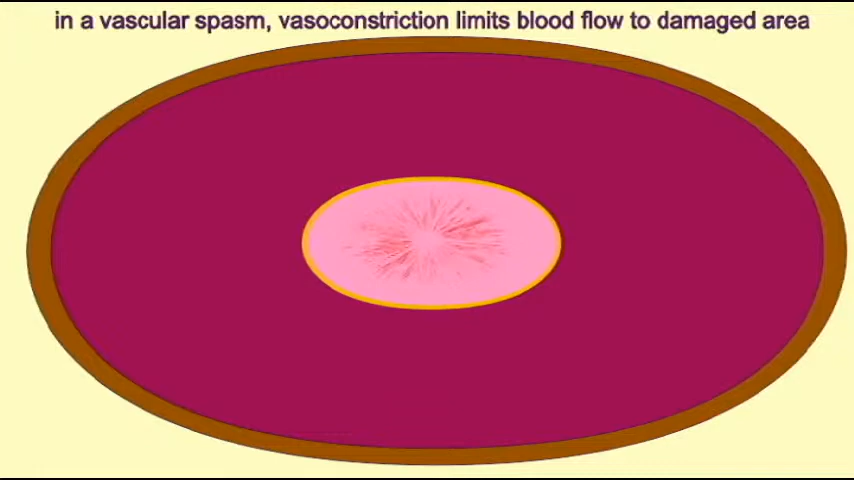 in a vascular spasm, vasoconstriction limits blood flow to damaged area